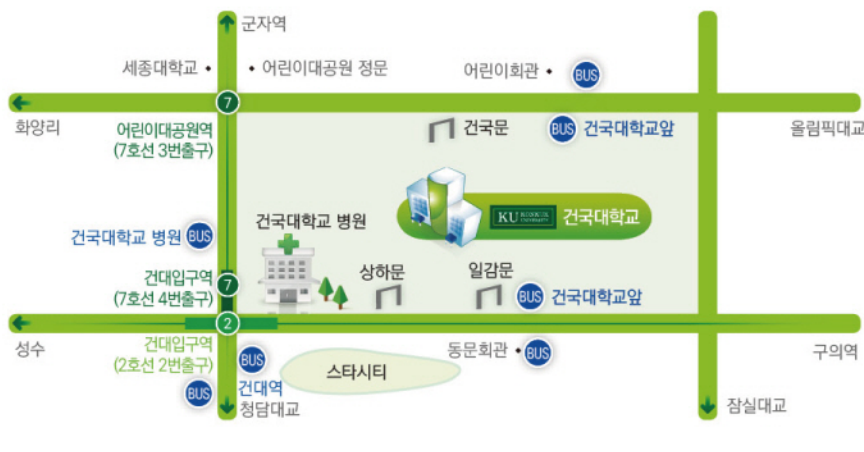 군자역
세종대학교
어린이대공원 정문
어린이회관
BUS
7
화양리
어린이대공원역
(7호선 3번출구)
건국문
BUS 건국대학교앞
올림픽대교
KU KONKUK UNIVERSITY 건국대학교
건국대학교 병원
건국대학교 병원 BUS
상하문
일감문
건대입구역
(7호선 4번출구)
7
BUS 건국대학교앞
2
성수
건대입구역
(2호선 2번출구)
BUS
동문회관
BUS
구의역
스타시티
BUS
건대역
청담대교
잠실대교